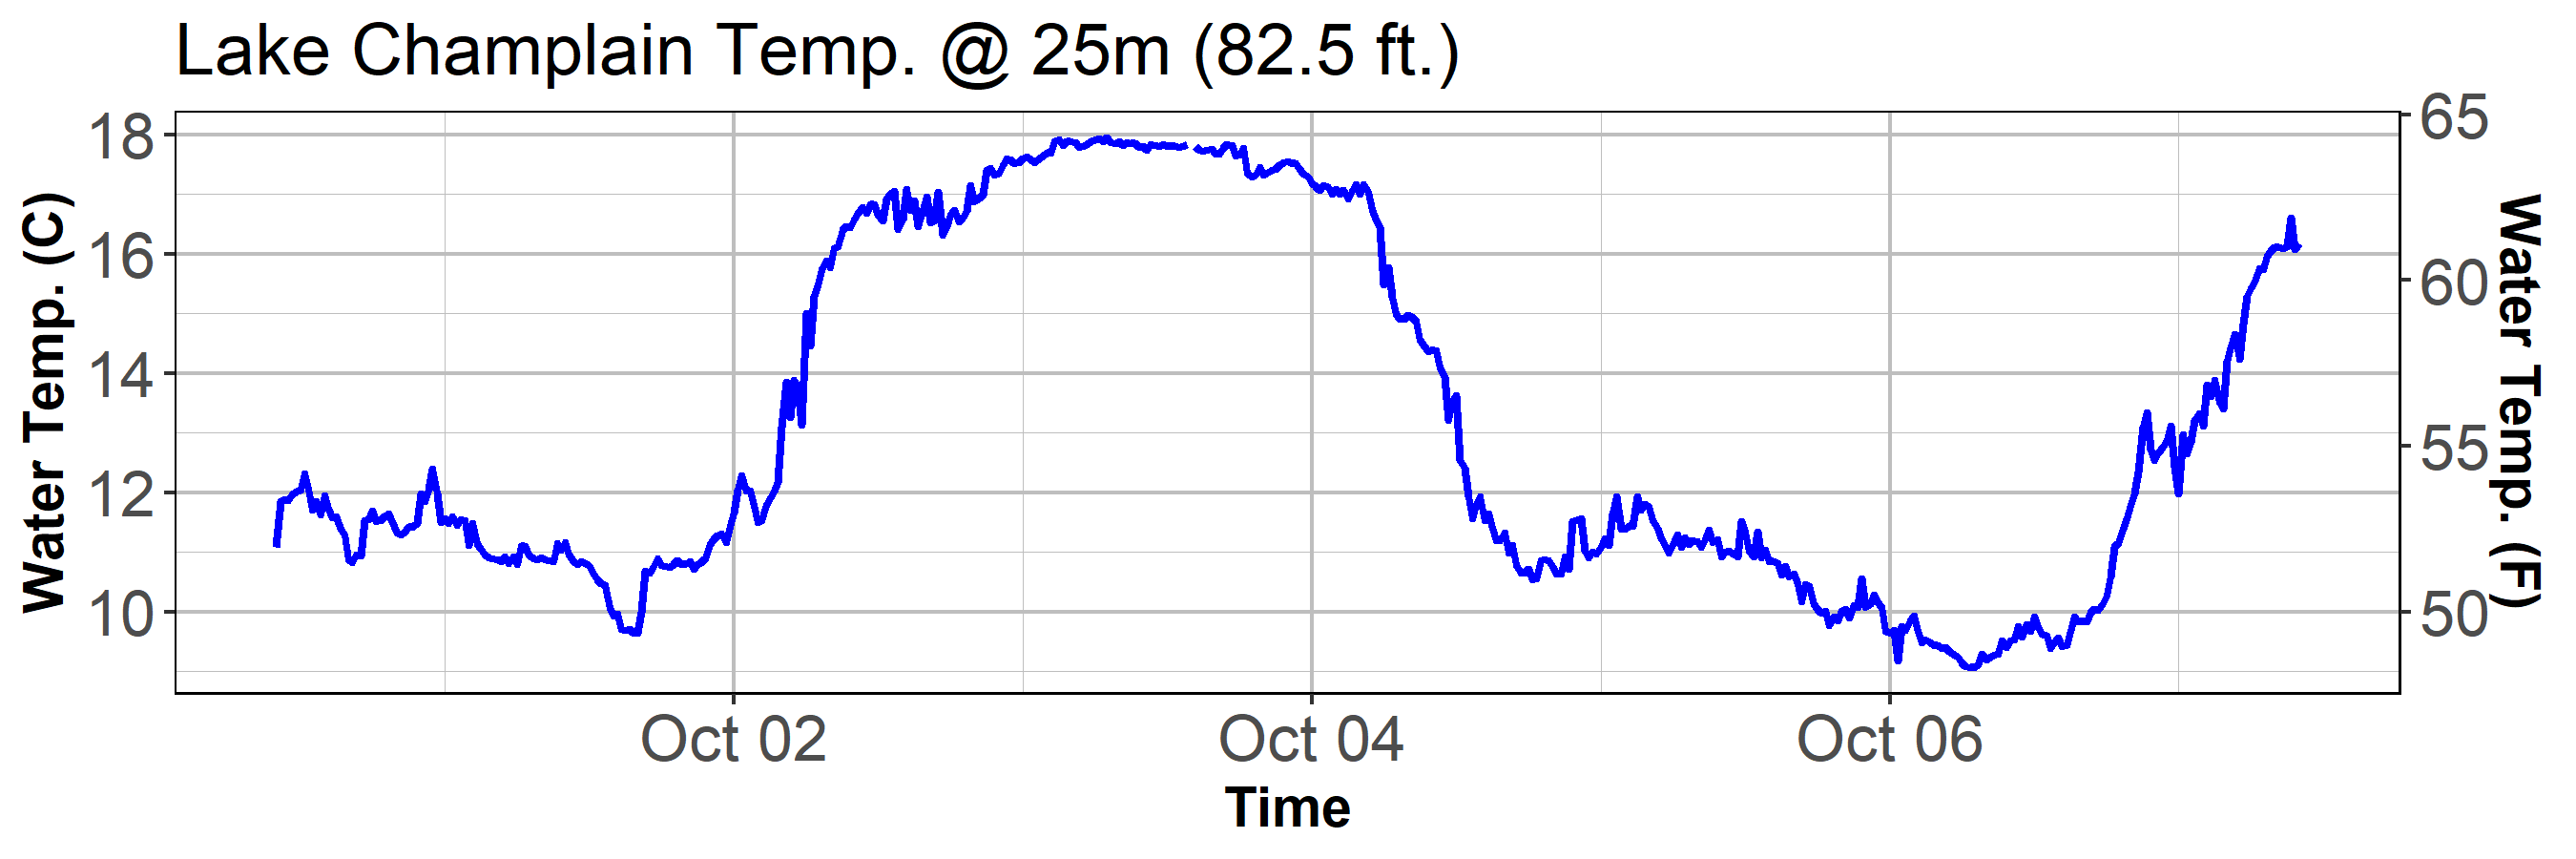 Lake Champlain Temp. @ 25m (82.5 ft.)
Water Temp. (C)
18
16
14
12
10
65
60
55
50
Water Temp. (F)
Oct 02 Oct 04 Oct 06
Time